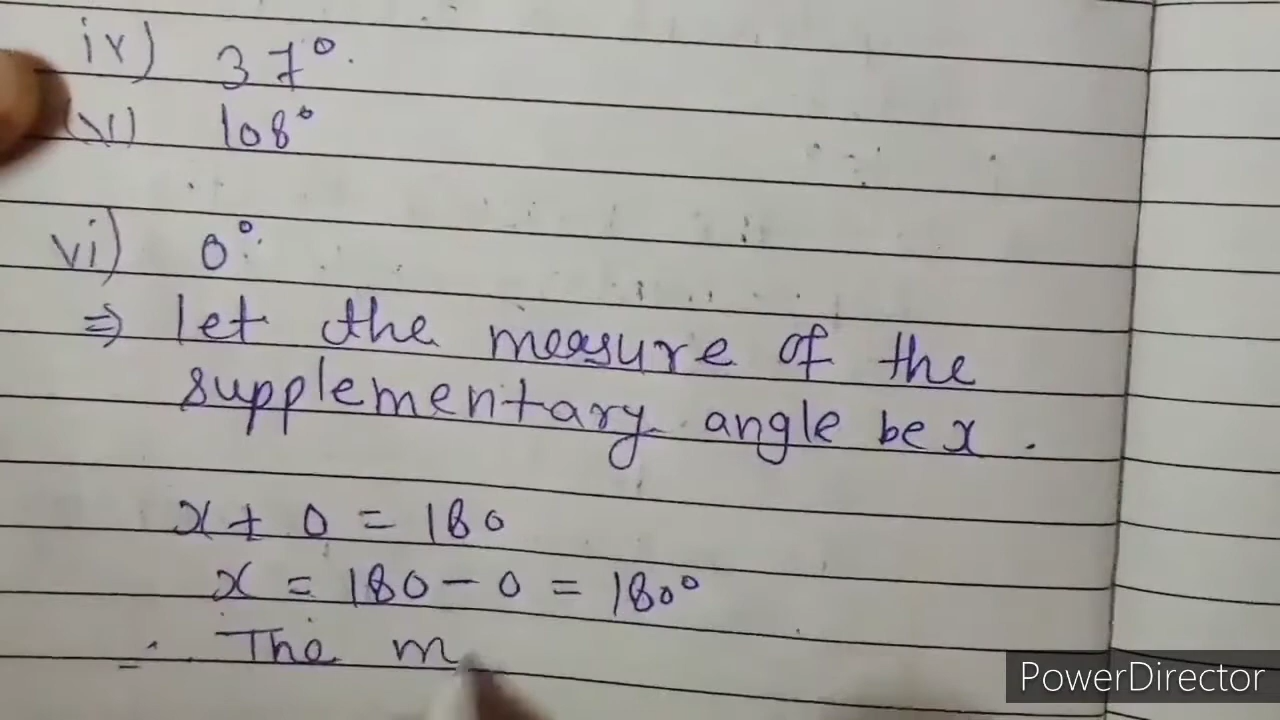 iv) 37°.
(v) 108°
vi) 0°.
⇒ let the measure of the
supplementary angle be x .
x + 0 = 180
x = 180 - 0 = 180°
∴ The m
PowerDirector